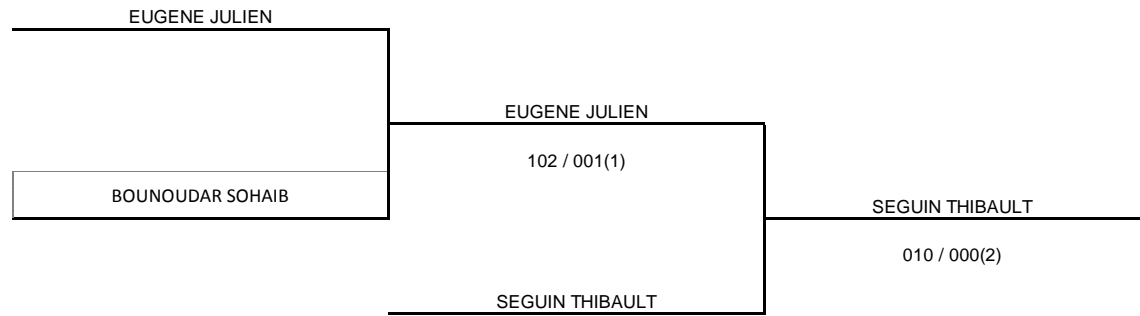 EUGENE JULIEN
EUGENE JULIEN
102 / 001(1)
BOUNOUDAR SOHAIB
SEGUIN THIBAULT
010 / 000(2)
SEGUIN THIBAULT